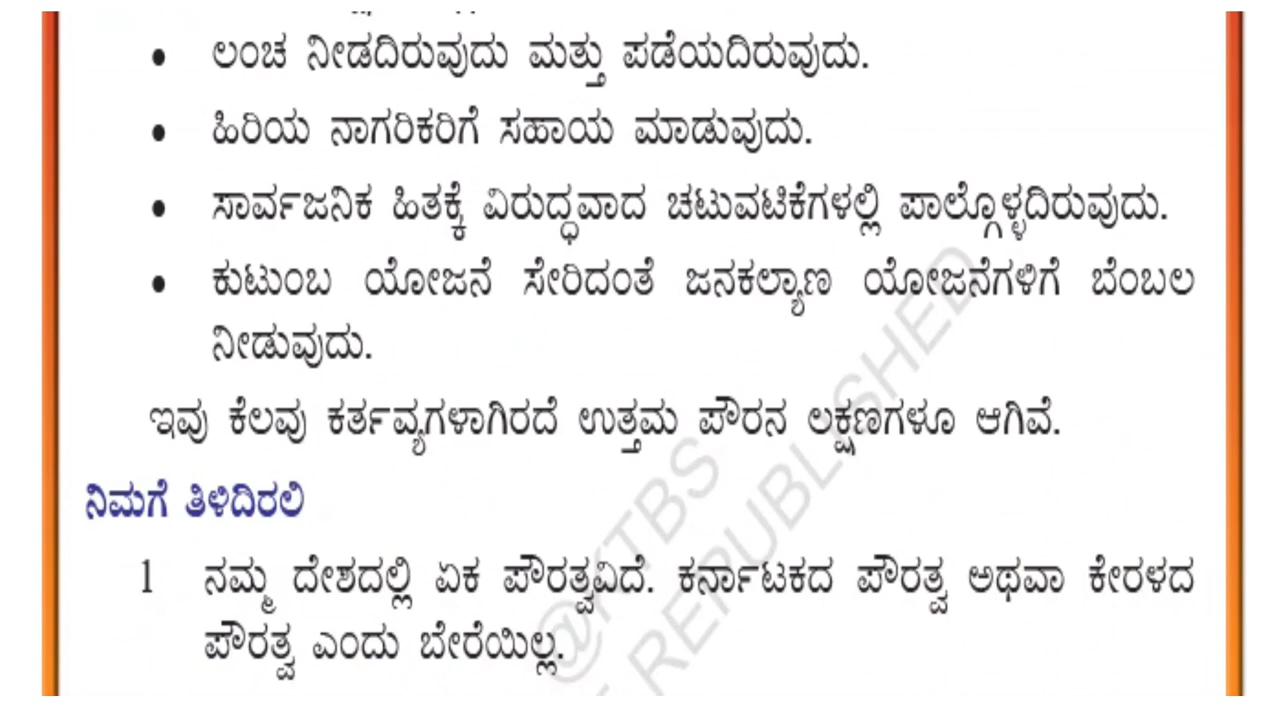 • ಲಂಚ ನೀಡದಿರುವುದು ಮತ್ತು ಪಡೆಯದಿರುವುದು.
• ಹಿರಿಯ ನಾಗರಿಕರಿಗೆ ಸಹಾಯ ಮಾಡುವುದು.
• ಸಾರ್ವಜನಿಕ ಹಿತಕ್ಕೆ ವಿರುದ್ಧವಾದ ಚಟುವಟಿಕೆಗಳಲ್ಲಿ ಪಾಲ್ಗೊಳ್ಳದಿರುವುದು.
• ಕುಟುಂಬ ಯೋಜನೆ ಸೇರಿದಂತೆ ಜನಕಲ್ಯಾಣ ಯೋಜನೆಗಳಿಗೆ ಬೆಂಬಲ
ನೀಡುವುದು.
ಇವು ಕೆಲವು ಕರ್ತವ್ಯಗಳಾಗಿರದೆ ಉತ್ತಮ ಪೌರನ ಲಕ್ಷಣಗಳೂ ಆಗಿವೆ.
ನಿಮಗೆ ತಿಳಿದಿರಲಿ
1 ನಮ್ಮ ದೇಶದಲ್ಲಿ ಏಕ ಪೌರತ್ವವಿದೆ. ಕರ್ನಾಟಕದ ಪೌರತ್ವ ಅಥವಾ ಕೇರಳದ
ಪೌರತ್ವ ಎಂದು ಬೇರೆಯಿಲ್ಲ.
@KTBS
REPUBLISHED